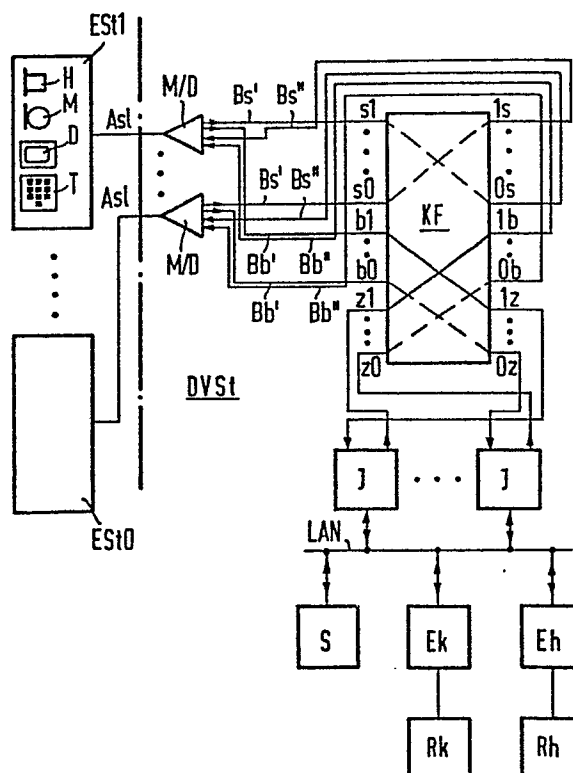 ESt1
H
M
D
T
Asl
M/D
Bs' Bs"
s1 1s
s0 0s
KF
Asl
M/D
Bs' Bs"
b1 1b
Bb' Bb"
b0 0b
z1 1z
Bb' Bb"
z0 0z
DVSt
ESt0
J J
LAN
S Ek Eh
Rk Rh